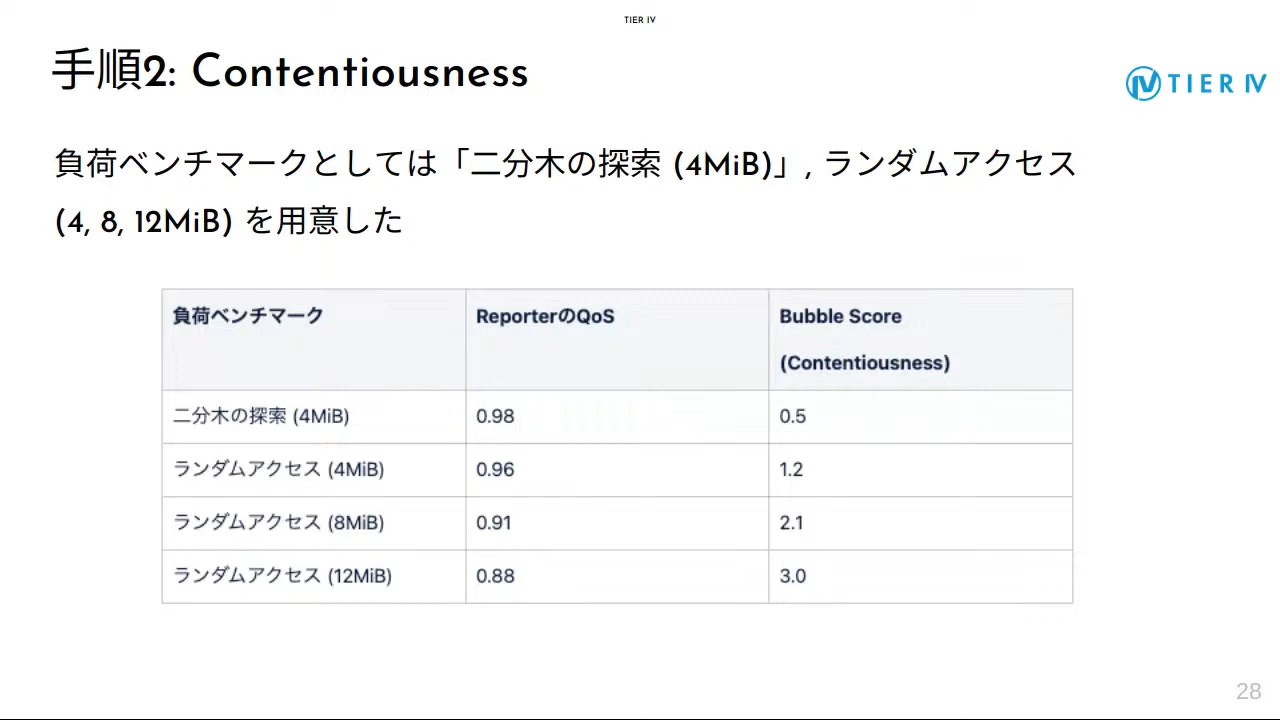 TIER IV
手順2: Contentiousness
TIER IV
負荷ベンチマークとしては「二分木の探索 (4MiB)」, ランダムアクセス
(4, 8, 12MiB) を用意した
負荷ベンチマーク ReporterのQoS Bubble Score
(Contentiousness)
二分木の探索 (4MiB) 0.98 0.5
ランダムアクセス (4MiB) 0.96 1.2
ランダムアクセス (8MiB) 0.91 2.1
ランダムアクセス (12MiB) 0.88 3.0
28